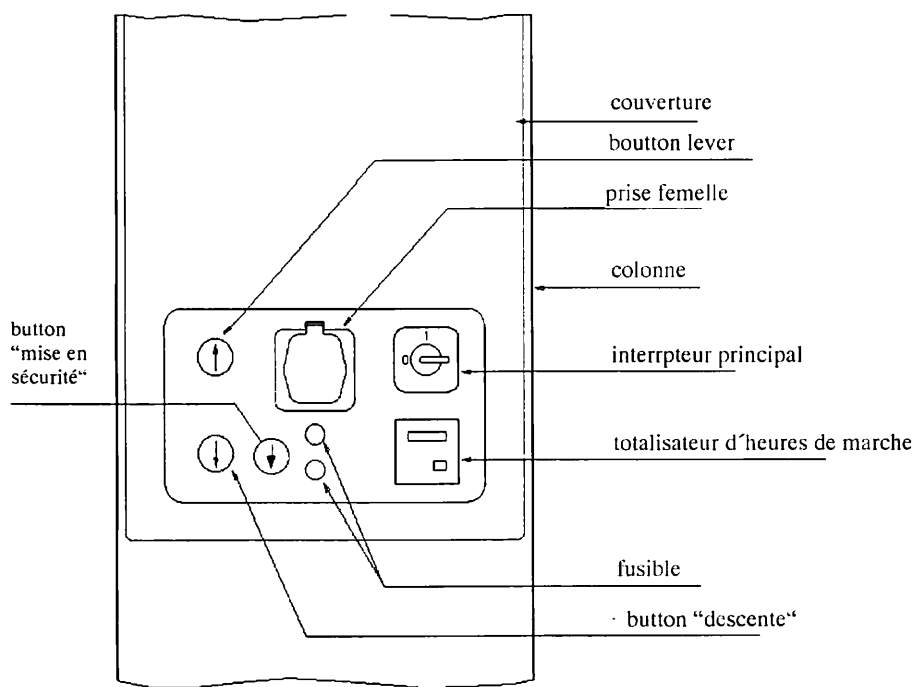 couverture
boutton lever
prise femelle
colonne
button
“mise en
sécurité“
1
0
interrpteur principal
totalisateur d´heures de marche
fusible
button “descente“